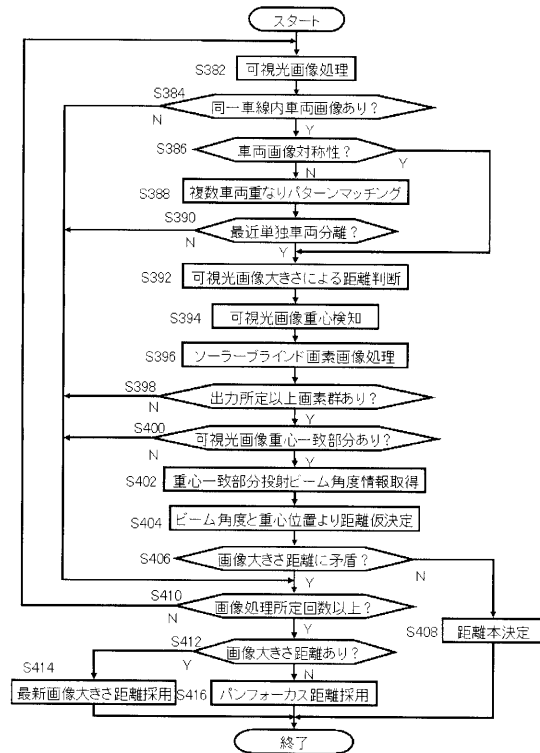 スタート
S382 可視光画像処理
S384
同一車線内車両画像あり?
N
Y
S386 車両画像対称性?
Y
N
S388 複数車両重なりパターンマッチング
S390
最近単独車両分離?
N
Y
S392 可視光画像大きさによる距離判断
S394 可視光画像重心検知
S396 ソーラーブラインド画素画像処理
S398
出力所定以上画素群あり?
N
Y
S400
可視光画像重心一致部分あり?
N
Y
S402 重心一致部分投射ビーム角度情報取得
S404 ビーム角度と重心位置より距離仮決定
S406 画像大きさ距離に矛盾?
Y
N
S410
画像処理所定回数以上?
N
Y
S408 距離本決定
S412
画像大きさ距離あり?
Y
N
S414
最新画像大きさ距離採用
S416 パンフォーカス距離採用
終了